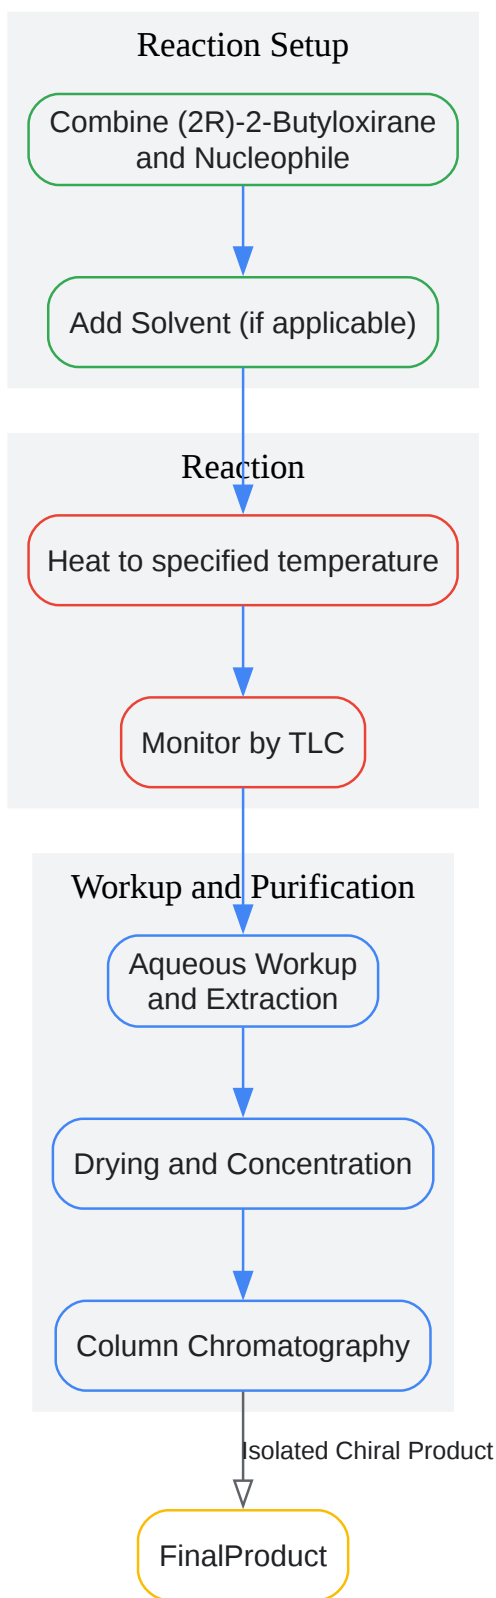 Reaction Setup
Combine (2R)-2-Butyloxirane
and Nucleophile
Add Solvent (if applicable)
Reaction
Heat to specified temperature
Monitor by TLC
Workup and Purification
Aqueous Workup
and Extraction
Drying and Concentration
Column Chromatography
Isolated Chiral Product
FinalProduct